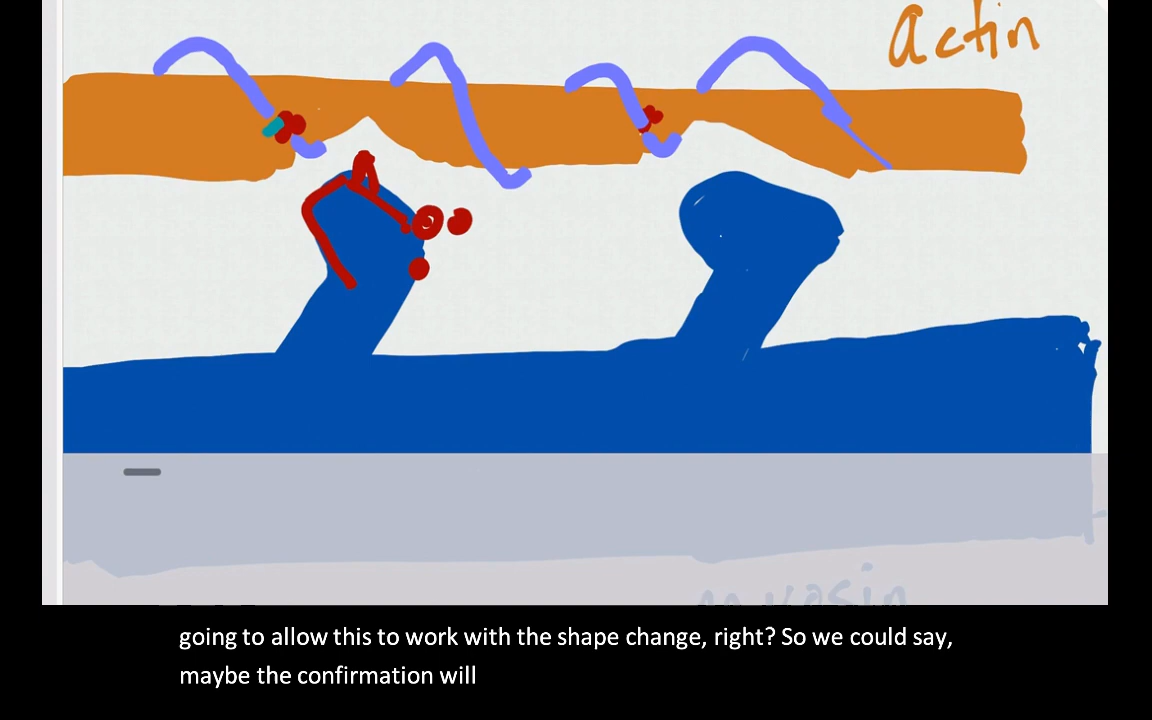 actin
myosin
going to allow this to work with the shape change, right? So we could say,
maybe the confirmation will